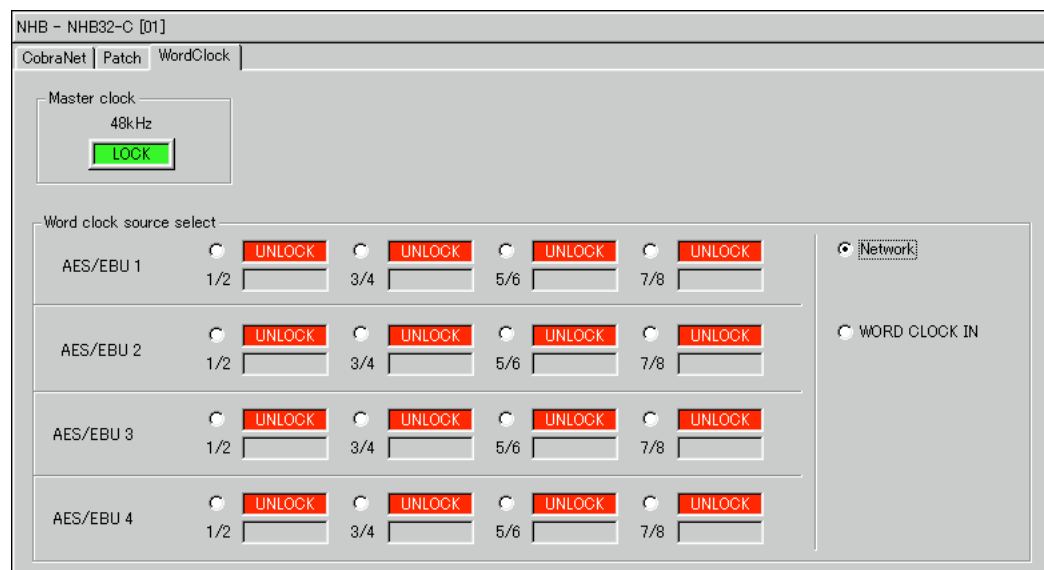 NHB - NHB32-C [01]
CobraNet Patch WordClock
Master clock
48kHz
LOCK
Word clock source select
AES/EBU 1 UNLOCK UNLOCK UNLOCK UNLOCK Network
1/2 3/4 5/6 7/8
AES/EBU 2 UNLOCK UNLOCK UNLOCK UNLOCK WORD CLOCK IN
1/2 3/4 5/6 7/8
AES/EBU 3 UNLOCK UNLOCK UNLOCK UNLOCK
1/2 3/4 5/6 7/8
AES/EBU 4 UNLOCK UNLOCK UNLOCK UNLOCK
1/2 3/4 5/6 7/8